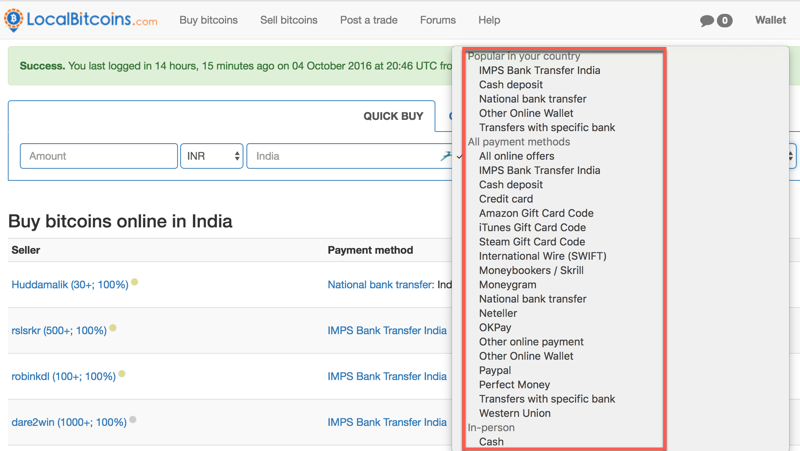 LocalBitcoins.com
Buy bitcoins
Sell bitcoins
Post a trade
Forums
Help
0
Wallet
Success. You last logged in 14 hours, 15 minutes ago on 04 October 2016 at 20:46 UTC fro
QUICK BUY
Amount
INR
India
Popular in your country
IMPS Bank Transfer India
Cash deposit
National bank transfer
Other Online Wallet
Transfers with specific bank
All payment methods
All online offers
IMPS Bank Transfer India
Cash deposit
Credit card
Amazon Gift Card Code
iTunes Gift Card Code
Steam Gift Card Code
International Wire (SWIFT)
Moneybookers / Skrill
Moneygram
National bank transfer
Neteller
OKPay
Other online payment
Other Online Wallet
Paypal
Perfect Money
Transfers with specific bank
Western Union
In-person
Cash
Buy bitcoins online in India
Seller
Payment method
Huddamalik (30+; 100%)
National bank transfer: Ind
rslsrkr (500+; 100%)
IMPS Bank Transfer India
robinkdl (100+; 100%)
IMPS Bank Transfer India
dare2win (1000+; 100%)
IMPS Bank Transfer India